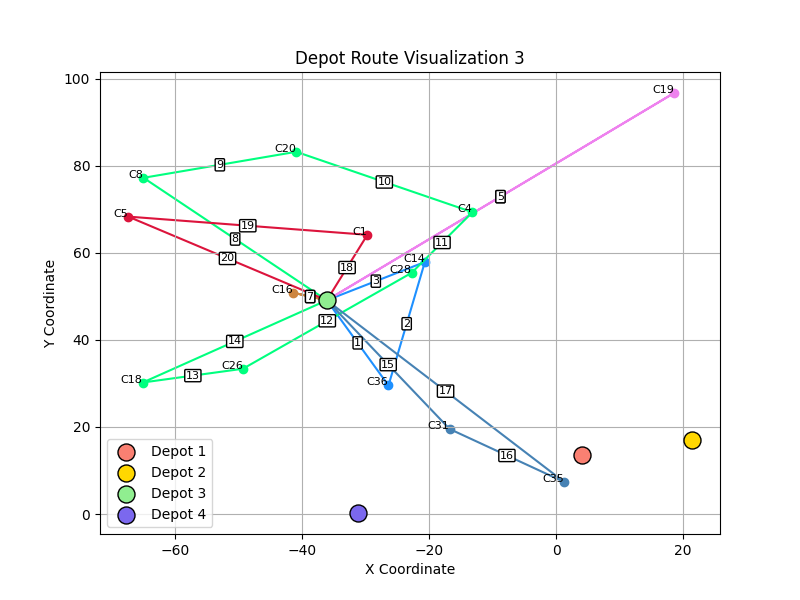 Depot Route Visualization 3
Y Coordinate
100
80
60
40
20
0
C19
C20
C8
9
10
5
C4
C5
19
C1
8
11
20
18
C14
C28
3
C16
7
12
2
14
1
15
C26
13
C18
C36
17
C31
16
C35
Depot 1
Depot 2
Depot 3
Depot 4
−60
−40
−20
0
20
X Coordinate